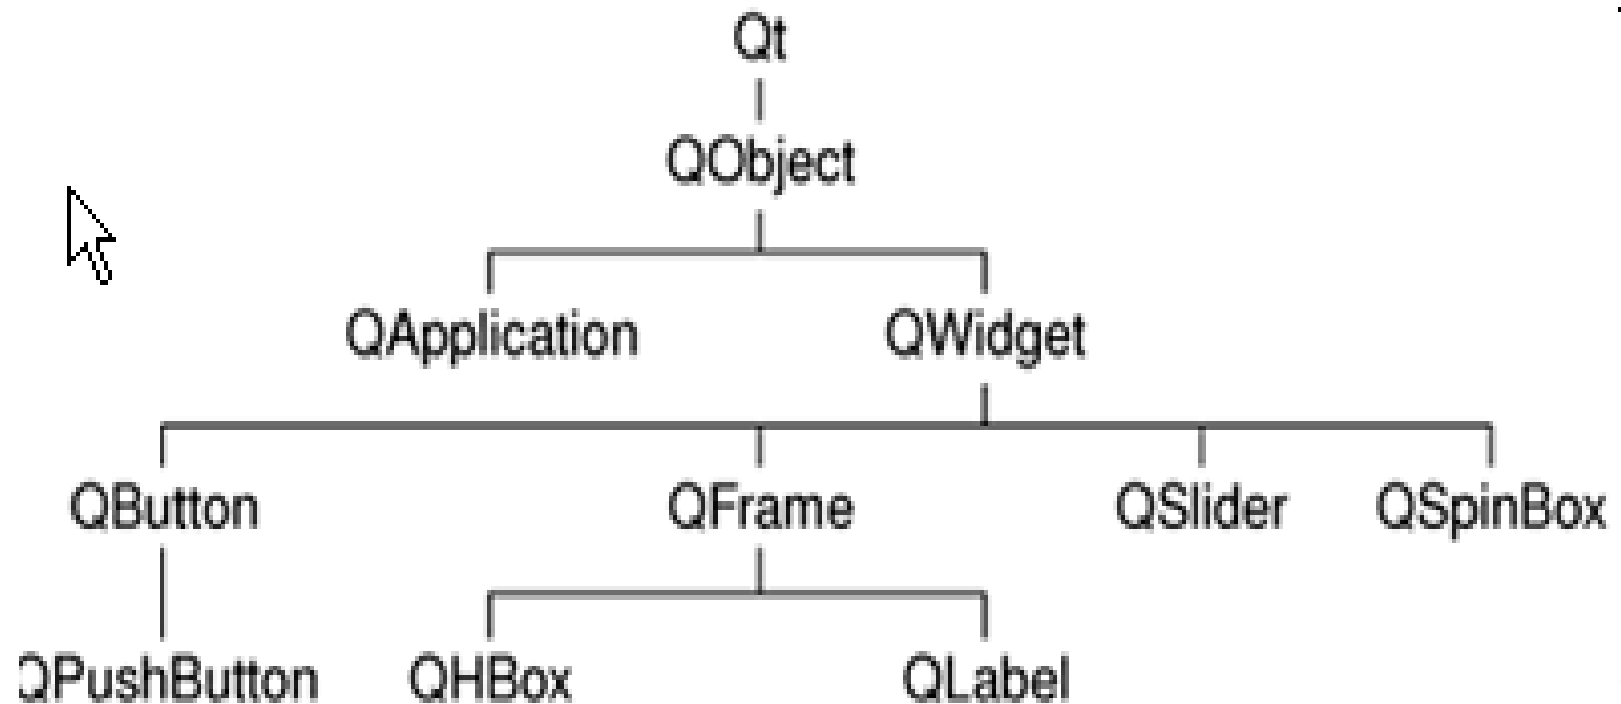 Qt
QObject
QApplication QWidget
QButton QFrame QSlider QSpinBox
QPushButton QHBox QLabel